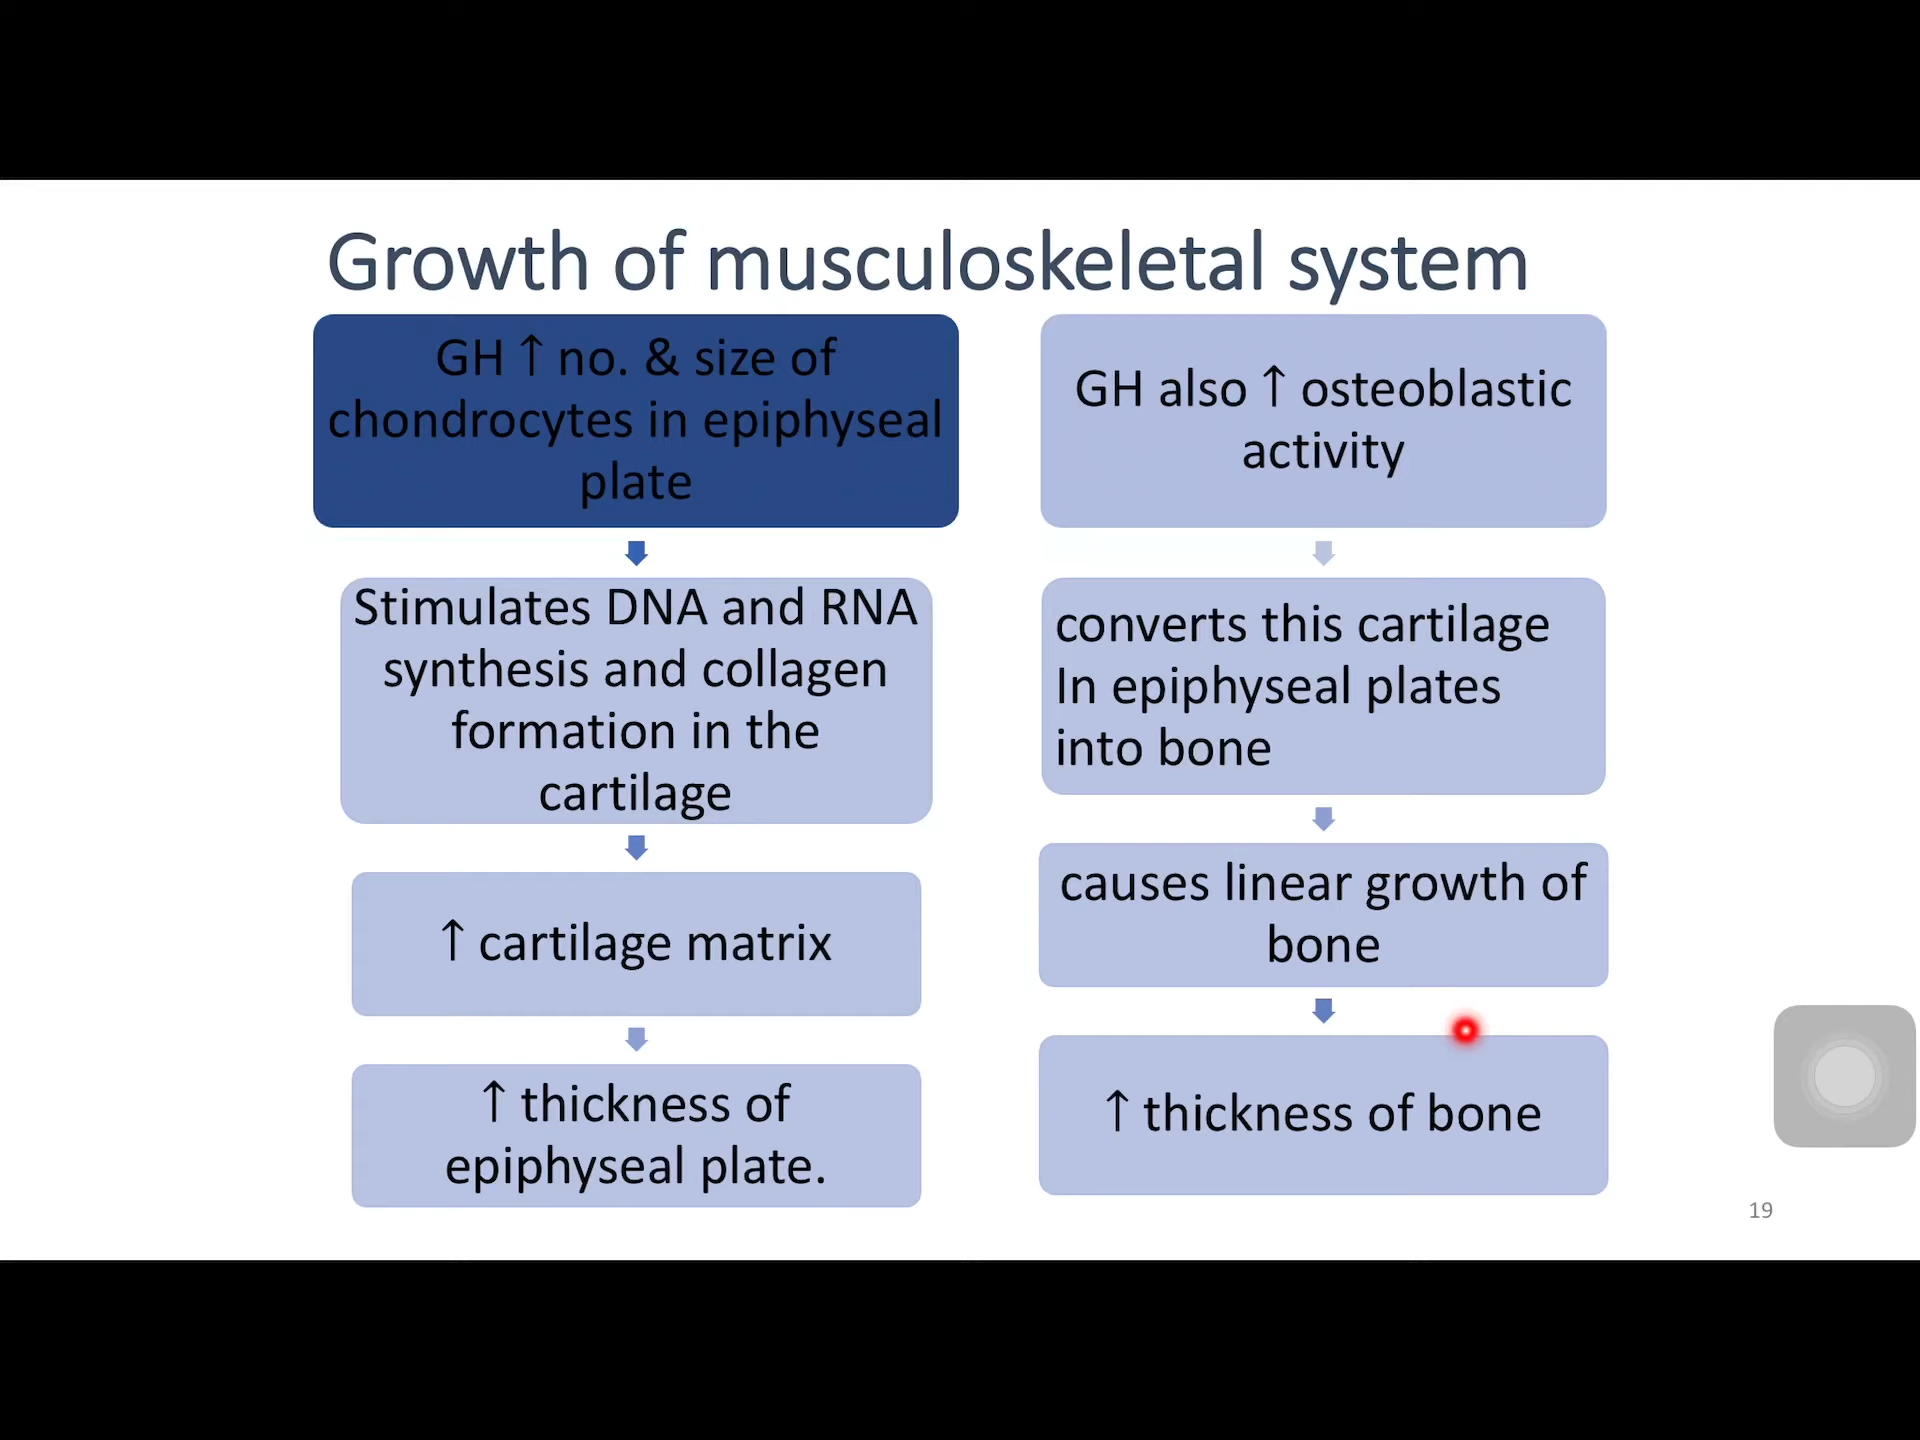 Growth of musculoskeletal system
GH ↑ no. & size of
chondrocytes in epiphyseal
plate
Stimulates DNA and RNA
synthesis and collagen
formation in the
cartilage
↑ cartilage matrix
↑ thickness of
epiphyseal plate.
GH also ↑ osteoblastic
activity
converts this cartilage
In epiphyseal plates
into bone
causes linear growth of
bone
↑ thickness of bone
19